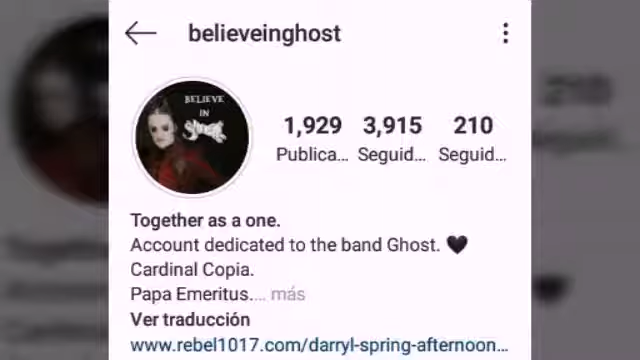 believeinghost
BELIEVE
IN
Ghost
1,929 3,915 210
Publica... Seguid... Seguid...
Together as a one.
Account dedicated to the band Ghost. 🖤
Cardinal Copia.
Papa Emeritus.... más
Ver traducción
www.rebel1017.com/darryl-spring-afternoon...